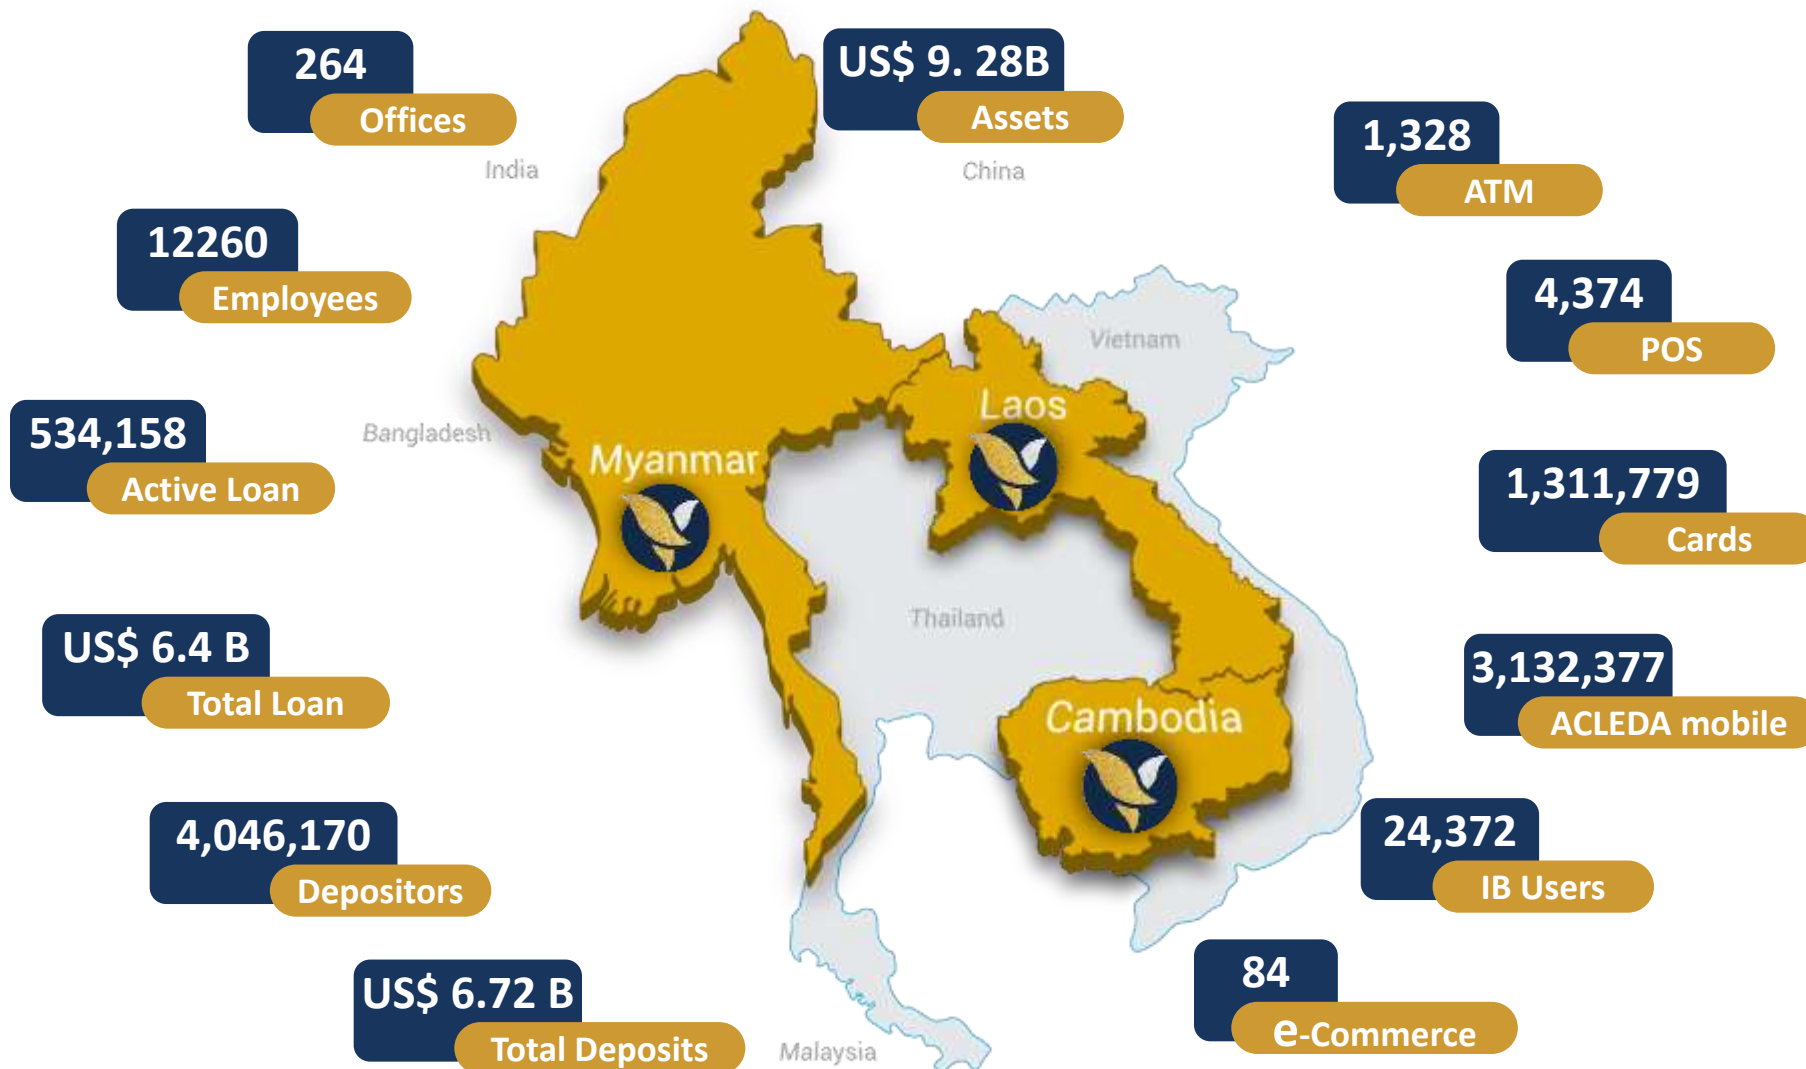 264
Offices
US$ 9. 28B
Assets
1,328
ATM
India
China
12260
Employees
4,374
POS
Vietnam
534,158
Active Loan
Bangladesh
Myanmar
Laos
1,311,779
Cards
Thailand
US$ 6.4 B
Total Loan
3,132,377
ACLEDA mobile
Cambodia
4,046,170
Depositors
24,372
IB Users
US$ 6.72 B
Total Deposits
84
e-Commerce
Malaysia